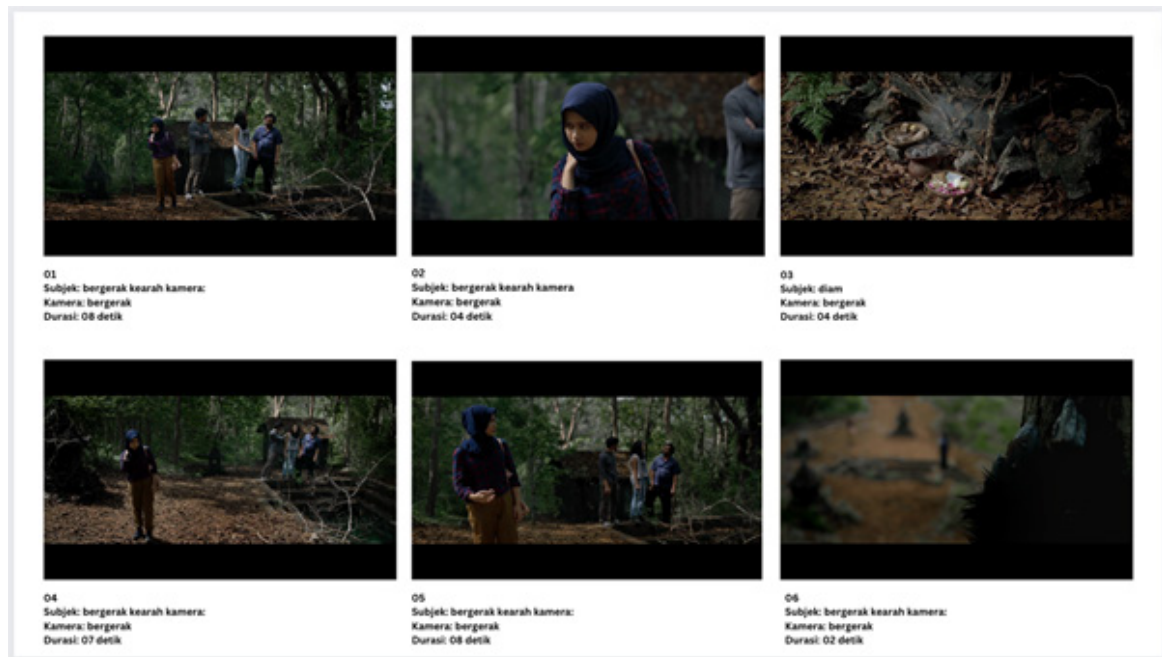 01
Subjek: bergerak kearah kamera:
Kamera: bergerak
Durasi: 08 detik
02
Subjek: bergerak kearah kamera
Kamera: bergerak
Durasi: 04 detik
03
Subjek: diam
Kamera: bergerak
Durasi: 04 detik
04
Subjek: bergerak kearah kamera:
Kamera: bergerak
Durasi: 07 detik
05
Subjek: bergerak kearah kamera:
Kamera: bergerak
Durasi: 08 detik
06
Subjek: bergerak kearah kamera:
Kamera: bergerak
Durasi: 02 detik